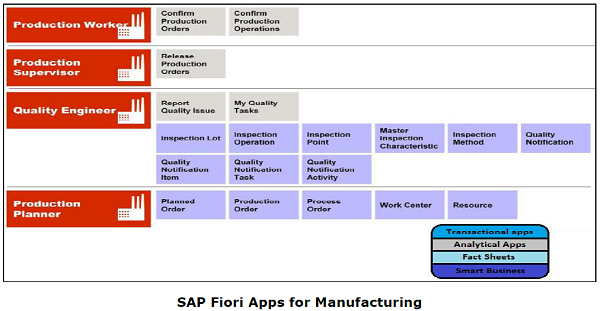 Production Worker
Confirm
Production
Orders
Confirm
Production
Operations
Production
Supervisor
Release
Production
Orders
Quality Engineer
Report
Quality Issue
My Quality
Tasks
Inspection Lot
Inspection
Operation
Inspection
Point
Master
Inspection
Characteristic
Inspection
Method
Quality
Notification
Quality
Notification
Item
Quality
Notification
Task
Quality
Notification
Activity
Production
Planner
Planned
Order
Production
Order
Process
Order
Work Center
Resource
Transactional apps
Analytical Apps
Fact Sheets
Smart Business
SAP Fiori Apps for Manufacturing